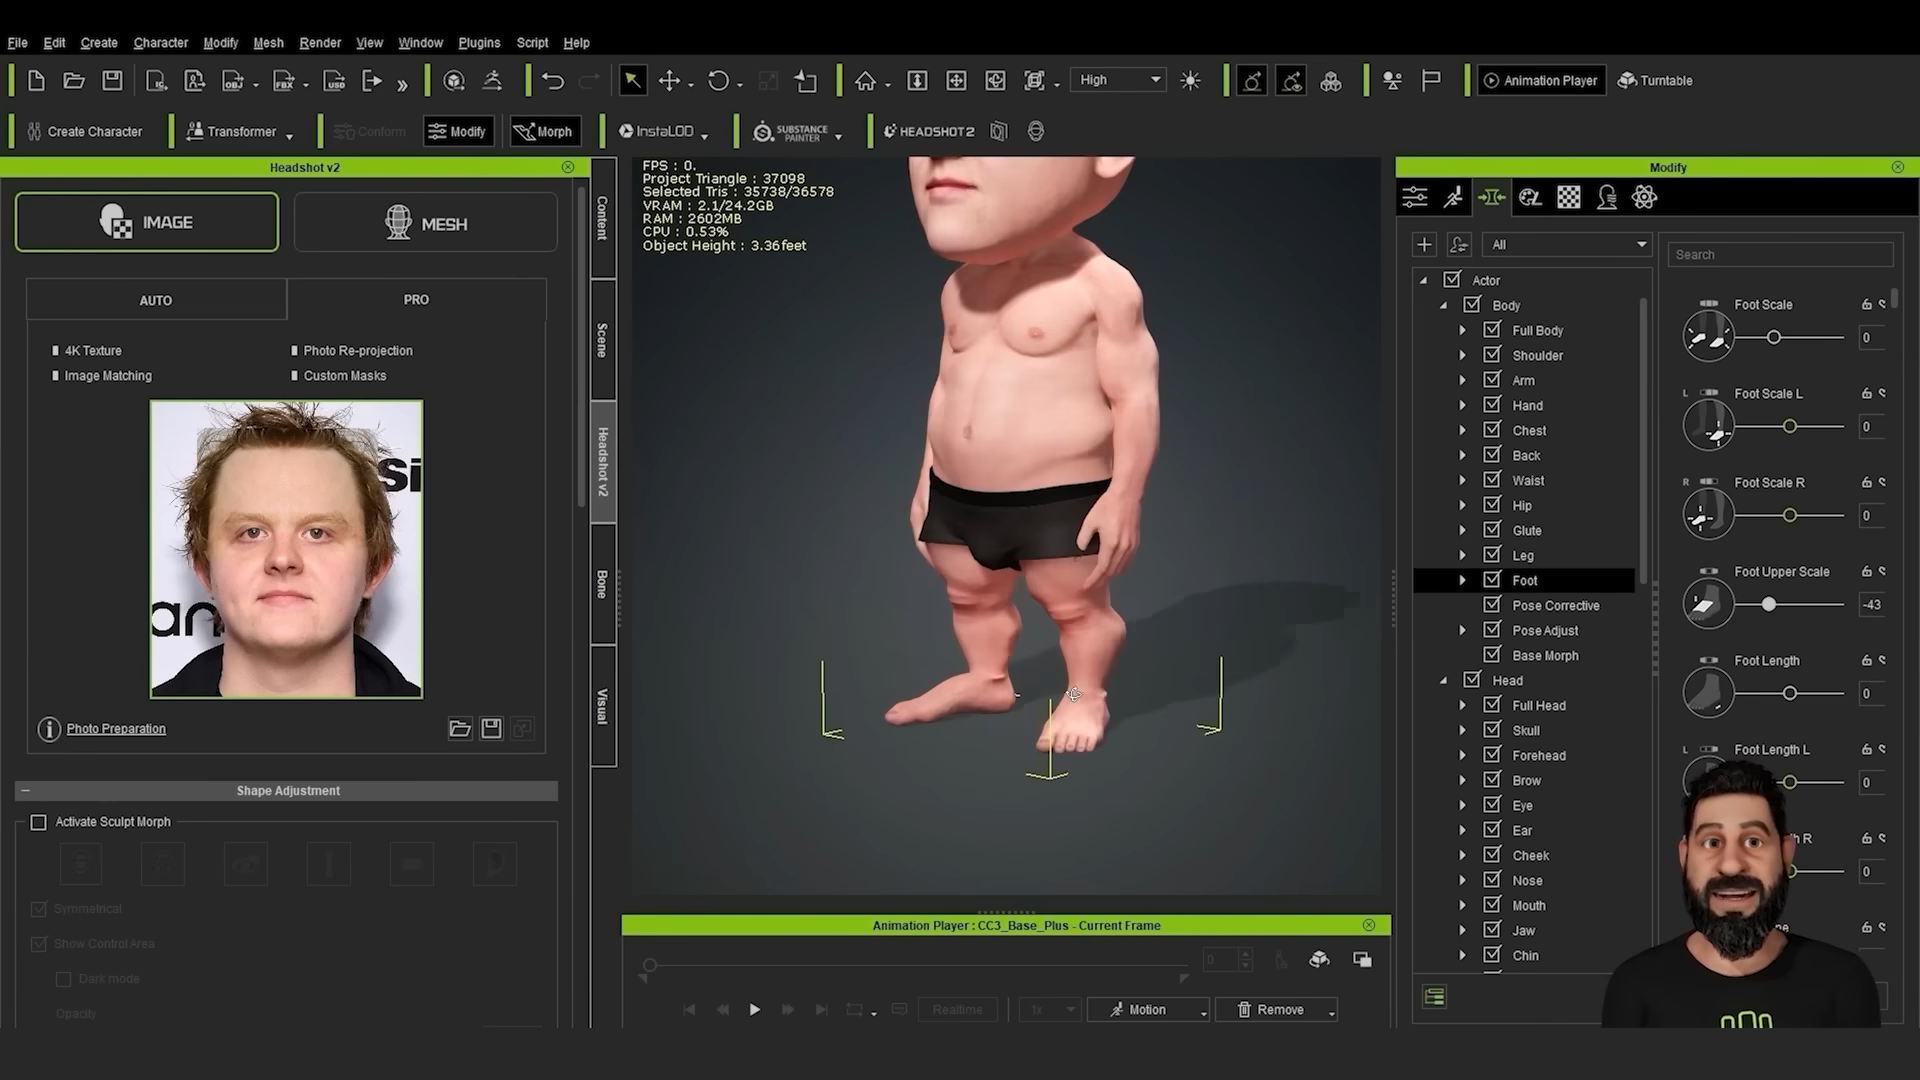 File Edit Create Character Modify Mesh Render View Window Plugins Script Help
High
Animation Player
Turntable
Create Character
Transformer
Conform
Modify
Morph
InstaLOD
SUBSTANCE
PAINTER
HEADSHOT 2
Headshot v2
IMAGE
MESH
AUTO
PRO
4K Texture
Photo Re-projection
Image Matching
Custom Masks
Photo Preparation
Shape Adjustment
Activate Sculpt Morph
Symmetrical
Show Control Area
Dark mode
Opacity
Content
Scene
Headshot v2
Bone
Visual
FPS : 0.
Project Triangle : 37098
Selected Tris : 35738/36578
VRAM : 2.1/24.2GB
RAM : 2602MB
CPU : 0.53%
Object Height : 3.36feet
Animation Player : CC3_Base_Plus - Current Frame
0
Realtime
1x
Motion
Remove
Modify
All
Search
Actor
Body
Full Body
Shoulder
Arm
Hand
Chest
Back
Waist
Hip
Glute
Leg
Foot
Pose Corrective
Pose Adjust
Base Morph
Head
Full Head
Skull
Forehead
Brow
Eye
Ear
Cheek
Nose
Mouth
Jaw
Chin
Foot Scale
0
L
Foot Scale L
0
R
Foot Scale R
0
Foot Upper Scale
-43
Foot Length
0
L
Foot Length L
0
h R
0